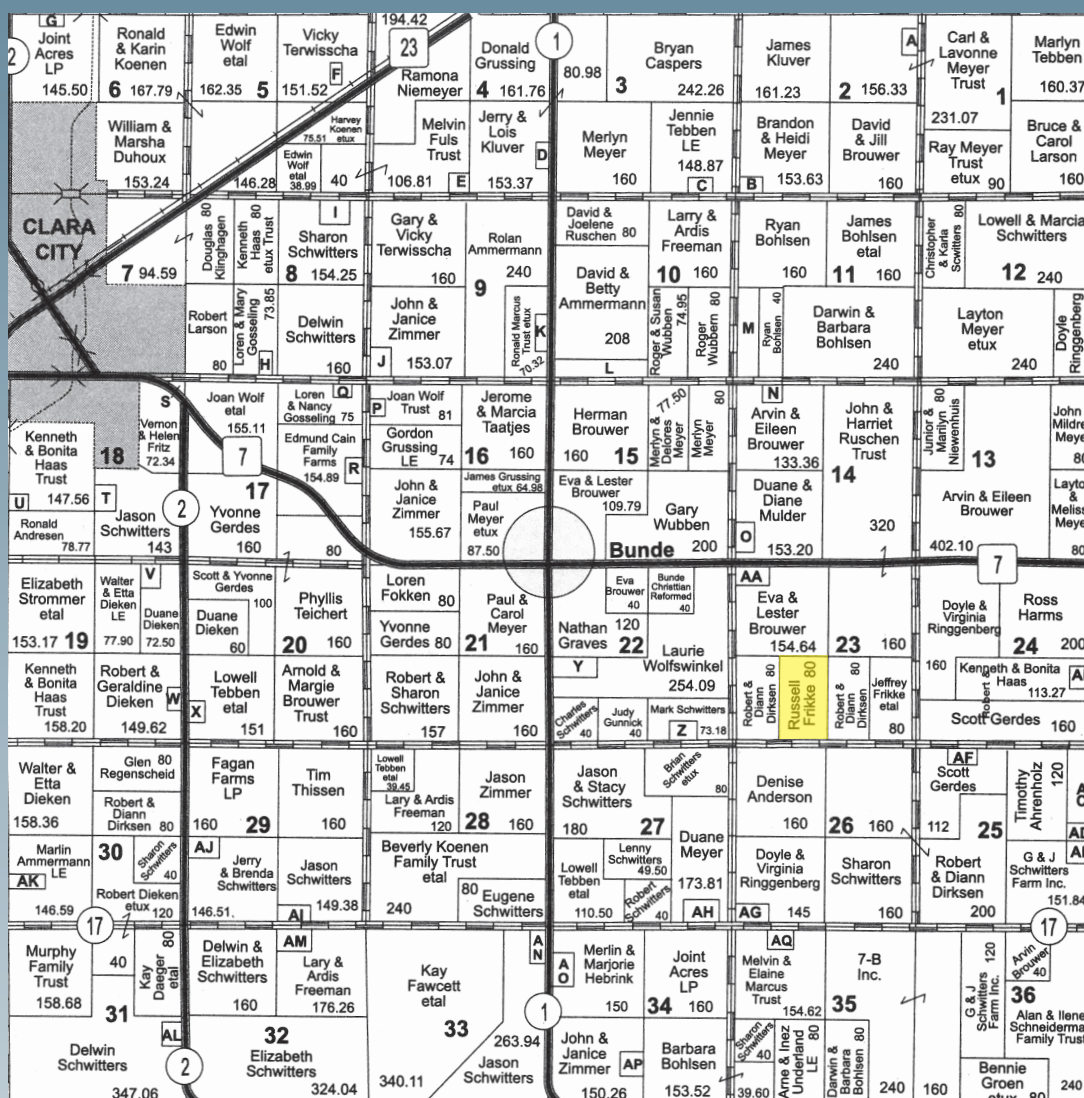 G
Joint
Acres
LP
145.50
2
Ronald
& Karin
Koenen
6 167.79
Edwin
Wolf
etal
162.35 5
Vicky
Terwisscha
F
151.52
194.42
23
Ramona
Niemeyer
Donald
Grussing
4 161.76
1
80.98
3
Bryan
Caspers
242.26
James
Kluver
161.23
2 156.33
A
Carl &
Lavonne
Meyer
Trust
231.07
1
Marlyn
Tebben
160.37
William &
Marsha
Duhoux
153.24
146.28
Harvey
Koenen
etux
75.51
Edwin
Wolf
etal
38.99
40
Melvin
Fuls
Trust
106.81
E
Jerry &
Lois
Kluver
D
153.37
Merlyn
Meyer
160
Jennie
Tebben
LE
148.87
C
Brandon
& Heidi
Meyer
B
153.63
David
& Jill
Brouwer
160
Ray Meyer
Trust
etux 90
Bruce &
Carol
Larson
160
CLARA
CITY
7 94.59
Douglas 80
Klinghagen
Kenneth 80
Haas
etux Trust
I
Sharon
Schwitters
8 154.25
Gary &
Vicky
Terwisscha
160
Rolan
Ammermann
240
9
David &
Joelene
Ruschen 80
David &
Betty
Ammermann
208
Larry &
Ardis
Freeman
10 160
Ryan
Bohlsen
160
James
Bohlsen
etal
11 160
Christopher 80
& Karla
Scwitters
Lowell & Marcia
Schwitters
12 240
Robert
Larson
80
Loren & Mary
Gosseling
73.85
H
Delwin
Schwitters
160
John &
Janice
Zimmer
J 153.07
Ronald Marcus
Trust etux
70.32
K
L
Roger & Susan
Wubben
74.95
Roger
Wubbern 80
M
Ryan
Bohlsen
40
Darwin &
Barbara
Bohlsen
240
Layton
Meyer
etux
240
Doyle
Ringgenberg
S
Kenneth
& Bonita
Haas
Trust
147.56
U
18
Vernon
& Helen
Fritz
72.34
T
Joan Wolf
etal
155.11
7
17
Loren
& Nancy
Gosseling 75
Q
Edmund Cain
Family
Farms
154.89
R
P
Joan Wolf
Trust 81
Gordon
Grussing
LE 74
Jerome
& Marcia
Taatjes
16 160
Herman
Brouwer
160 15
Merlyn &
Delores
Meyer
77.50
Merlyn
Meyer
80
N
Arvin &
Eileen
Brouwer
133.36
John &
Harriet
Ruschen
Trust
14
320
Junior & 80
Marilyn
Niewenhuis
13
John
Mildre
Meye
80
Ronald
Andresen
78.77
Jason
Schwitters
143
2
Yvonne
Gerdes
160
80
John &
Janice
Zimmer
155.67
James Grussing
etux 64.98
Paul
Meyer
etux
87.50
Eva & Lester
Brouwer
109.79
Gary
Wubben
Bunde 200
Duane &
Diane
Mulder
O
153.20
Arvin & Eileen
Brouwer
402.10
Layto
&
Melis
Meye
80
7
Elizabeth
Strommer
etal
153.17 19
Walter
& Etta
Dieken
LE
77.90
V
Duane
Dieken
72.50
Scott & Yvonne
Gerdes
100
Duane
Dieken
60
Phyllis
Teichert
20 160
Loren
Fokken 80
Yvonne
Gerdes 80
Paul &
Carol
Meyer
21 160
Eva
Brouwer
40
Bunde
Christian
Reformed
40
Nathan 120
Graves 22
Laurie
Wolfswinkel
254.09
AA
Eva &
Lester
Brouwer
154.64
23 160
Doyle &
Virginia
Ringgenberg
160
Ross
Harms
24 200
Kenneth
& Bonita
Haas
Trust
158.20
Robert &
Geraldine
Dieken
149.62
W
X
Lowell
Tebben
etal
151
Arnold &
Margie
Brouwer
Trust
160
Robert &
Sharon
Schwitters
157
John &
Janice
Zimmer
160
Y
Charles
Schwitters
40
Judy
Gunnick
40
Mark Schwitters
Z 73.18
Robert & 80
Diann
Dirksen
Russell
Frikke 80
Robert & 80
Diann
Dirksen
Jeffrey
Frikke
etal
80
Kenneth & Bonita
Haas 113.27
Robert &
Scott Gerdes
160
Walter &
Etta
Dieken
158.36
Glen 80
Regenscheid
Robert &
Diann
Dirksen 80
Fagan
Farms
LP
160 29
Tim
Thissen
160
Lowell
Tebben
etal
39.45
Lary & Ardis
Freeman
120
Jason
Zimmer
28 160
Jason
& Stacy
Schwitters
180 27
Brian
Schwitters
etux
80
Denise
Anderson
160
26 160
AF
Scott
Gerdes
112
25
Timothy
Ahrenholz
120
Marlin
Ammermann
LE
AK
146.59
30
Sharon
Schwitters
40
Robert Dieken
etux 120
AJ
Jerry
& Brenda
Schwitters
146.51.
AI
Jason
Schwitters
149.38
Beverly Koenen
Family Trust
etal
240
80
Eugene
Schwitters
Lowell
Tebben
etal
110.50
Lenny
Schwitters
49.50
Robert
Schwitters
40
Duane
Meyer
173.81
AH
Doyle &
Virginia
Ringgenberg
AG 145
Sharon
Schwitters
160
Robert
& Diann
Dirksen
200
G & J
Schwitters
Farm Inc.
151.84
17
17
Murphy
Family
Trust
158.68
40
Kay
Daeger
etal
80
31
AL
Delwin
Schwitters
347.06
2
Delwin &
Elizabeth
Schwitters
160
AM
Lary &
Ardis
Freeman
176.26
32
Elizabeth
Schwitters
324.04
Kay
Fawcett
etal
33
340.11
263.94
Jason
Schwitters
A
N
1
A
O
Merlin &
Marjorie
Hebrink
150
Joint
Acres
LP
34 160
John &
Janice
Zimmer
AP
150.26
Barbara
Bohlsen
153.52
AQ
Melvin &
Elaine
Marcus
Trust
154.62
7-B
Inc.
35
Sharon
Schwitters
40
39.60
Arne & Inez
Underland
LE 80
Darwin &
Barbara
Bohlsen 80
240
G & J
Schwitters
Farm Inc.
120
160
Arvin
Brouwer
40
36
Alan & Ilene
Schneiderma
Family Trust
Bennie
Groen
etux 80
240